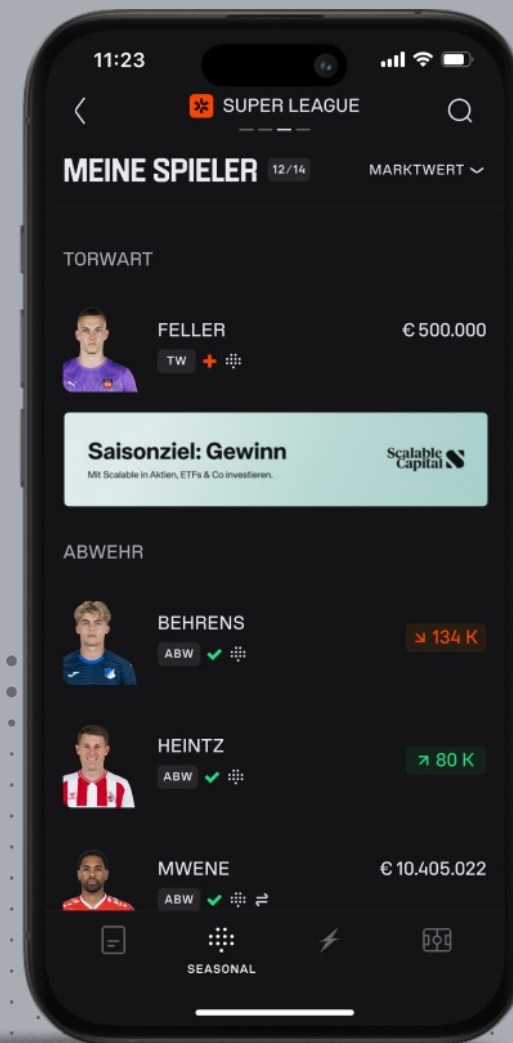 11:23
SUPER LEAGUE
MEINE SPIELER 12/14 MARKTWERT
TORWART
FELLER € 500.000
TW
Saisonziel: Gewinn
Mit Scalable in Aktien, ETFs & Co investieren.
Scalable
Capital
ABWEHR
BEHRENS
134 K
ABW
HEINTZ
80 K
ABW
MWENE € 10.405.022
ABW
SEASONAL